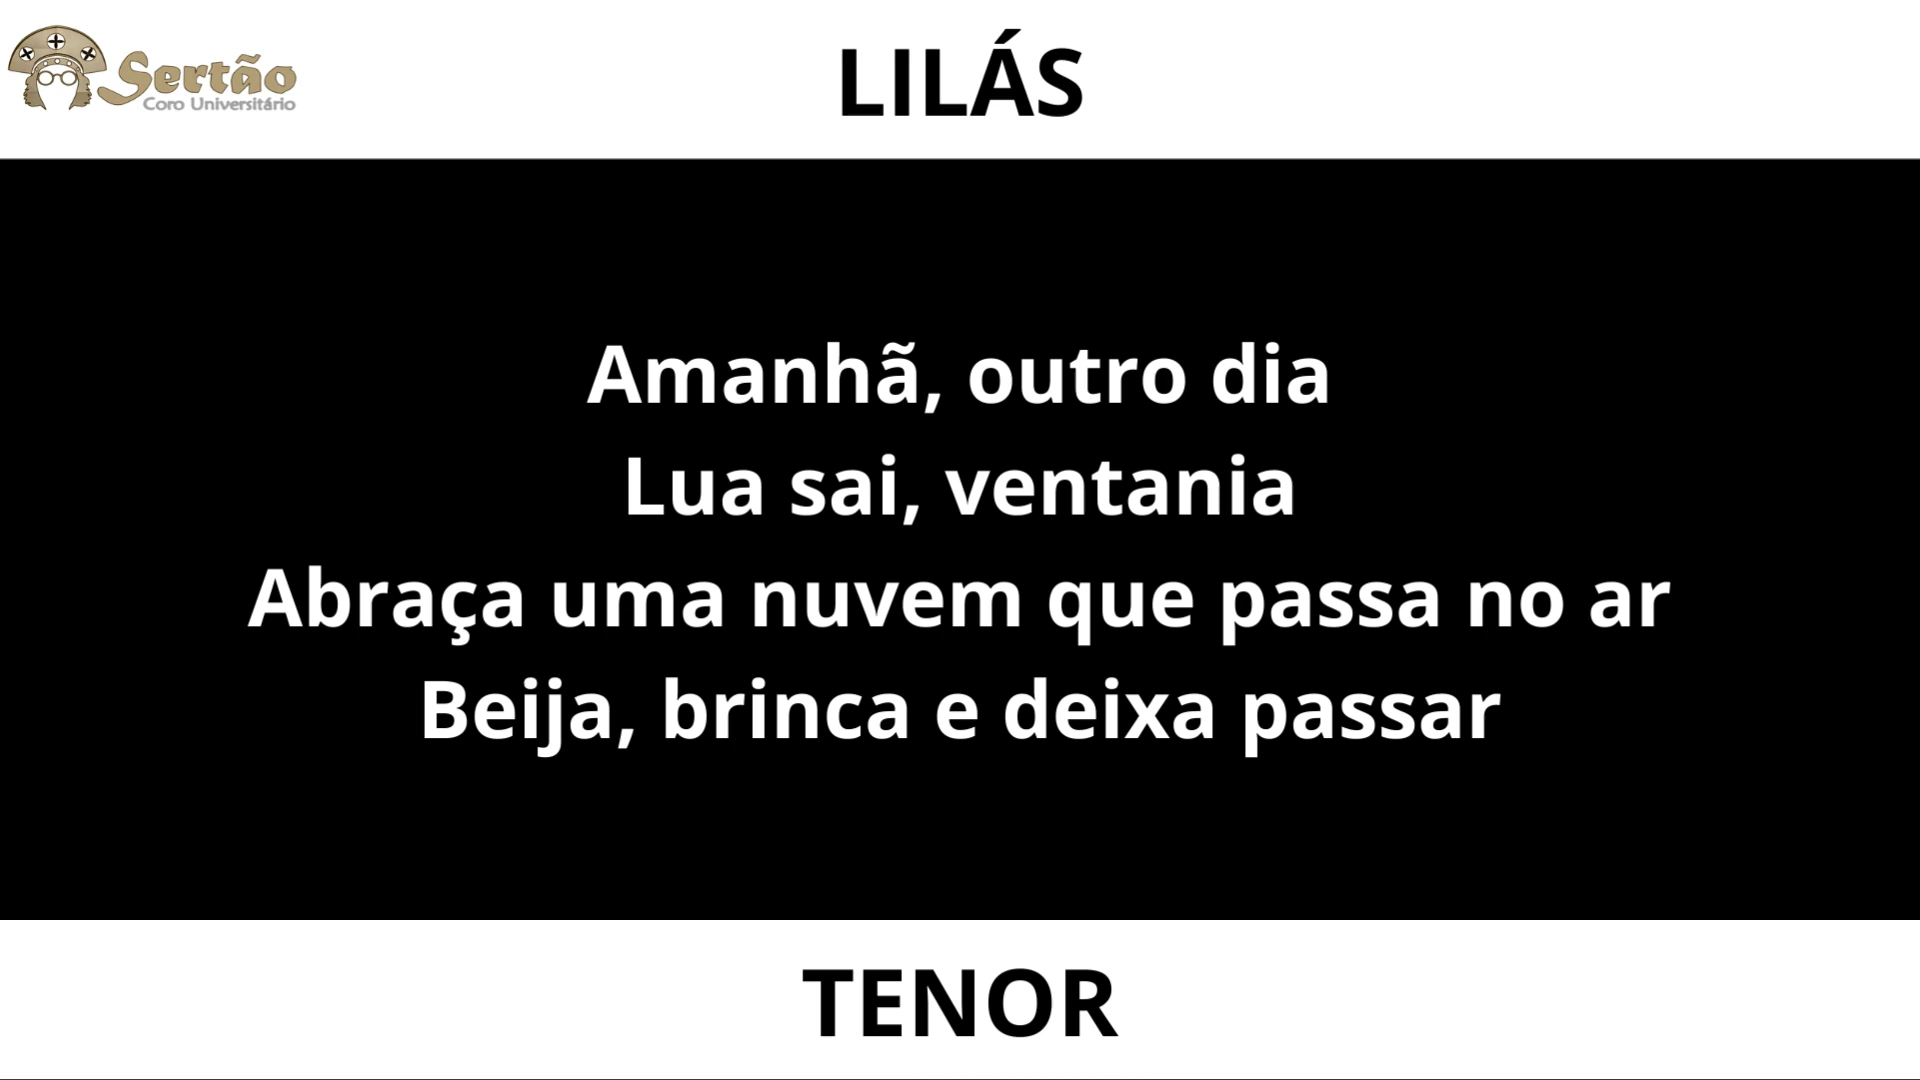 Sertão
Coro Universitário
LILÁS
Amanhã, outro dia
Lua sai, ventania
Abraça uma nuvem que passa no ar
Beija, brinca e deixa passar
TENOR